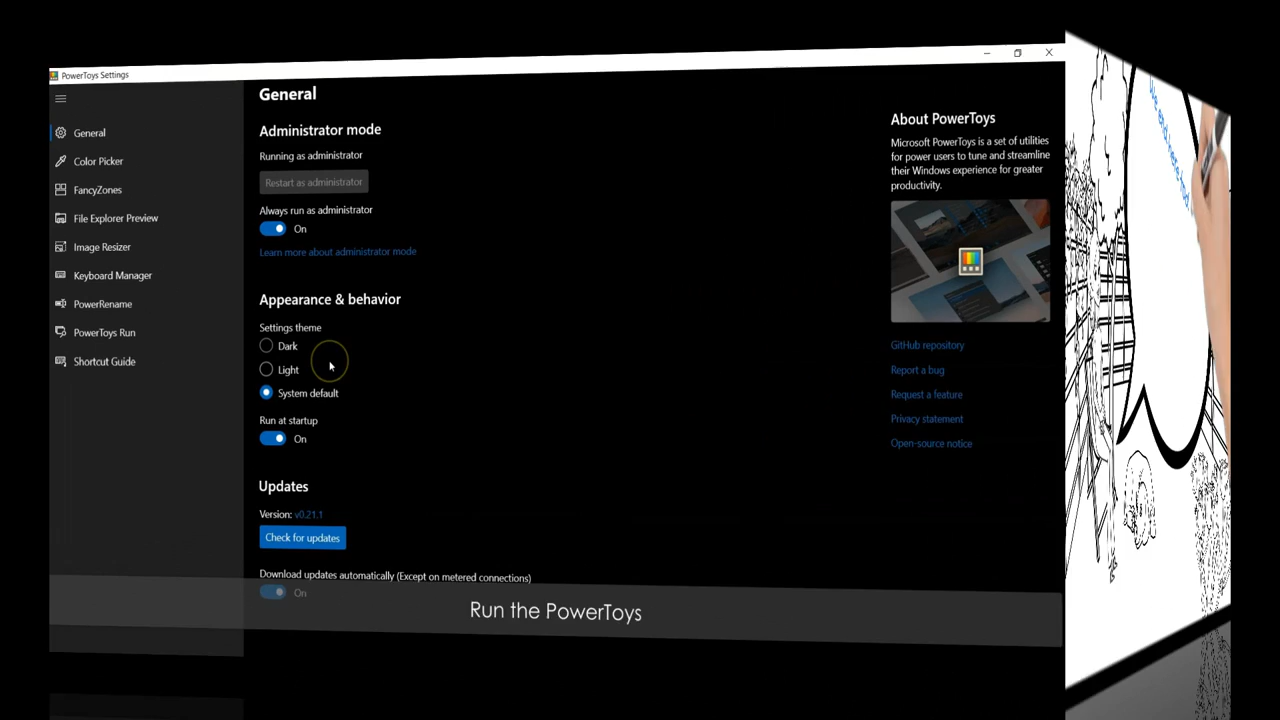 PowerToys Settings
General
Color Picker
FancyZones
File Explorer Preview
Image Resizer
Keyboard Manager
PowerRename
PowerToys Run
Shortcut Guide
General
Administrator mode
Running as administrator
Restart as administrator
Always run as administrator
On
Learn more about administrator mode
Appearance & behavior
Settings theme
Dark
Light
System default
Run at startup
On
Updates
Version: v0.21.1
Check for updates
Download updates automatically (Except on metered connections)
On
About PowerToys
Microsoft PowerToys is a set of utilities
for power users to tune and streamline
their Windows experience for greater
productivity.
GitHub repository
Report a bug
Request a feature
Privacy statement
Open-source notice
Run the PowerToys